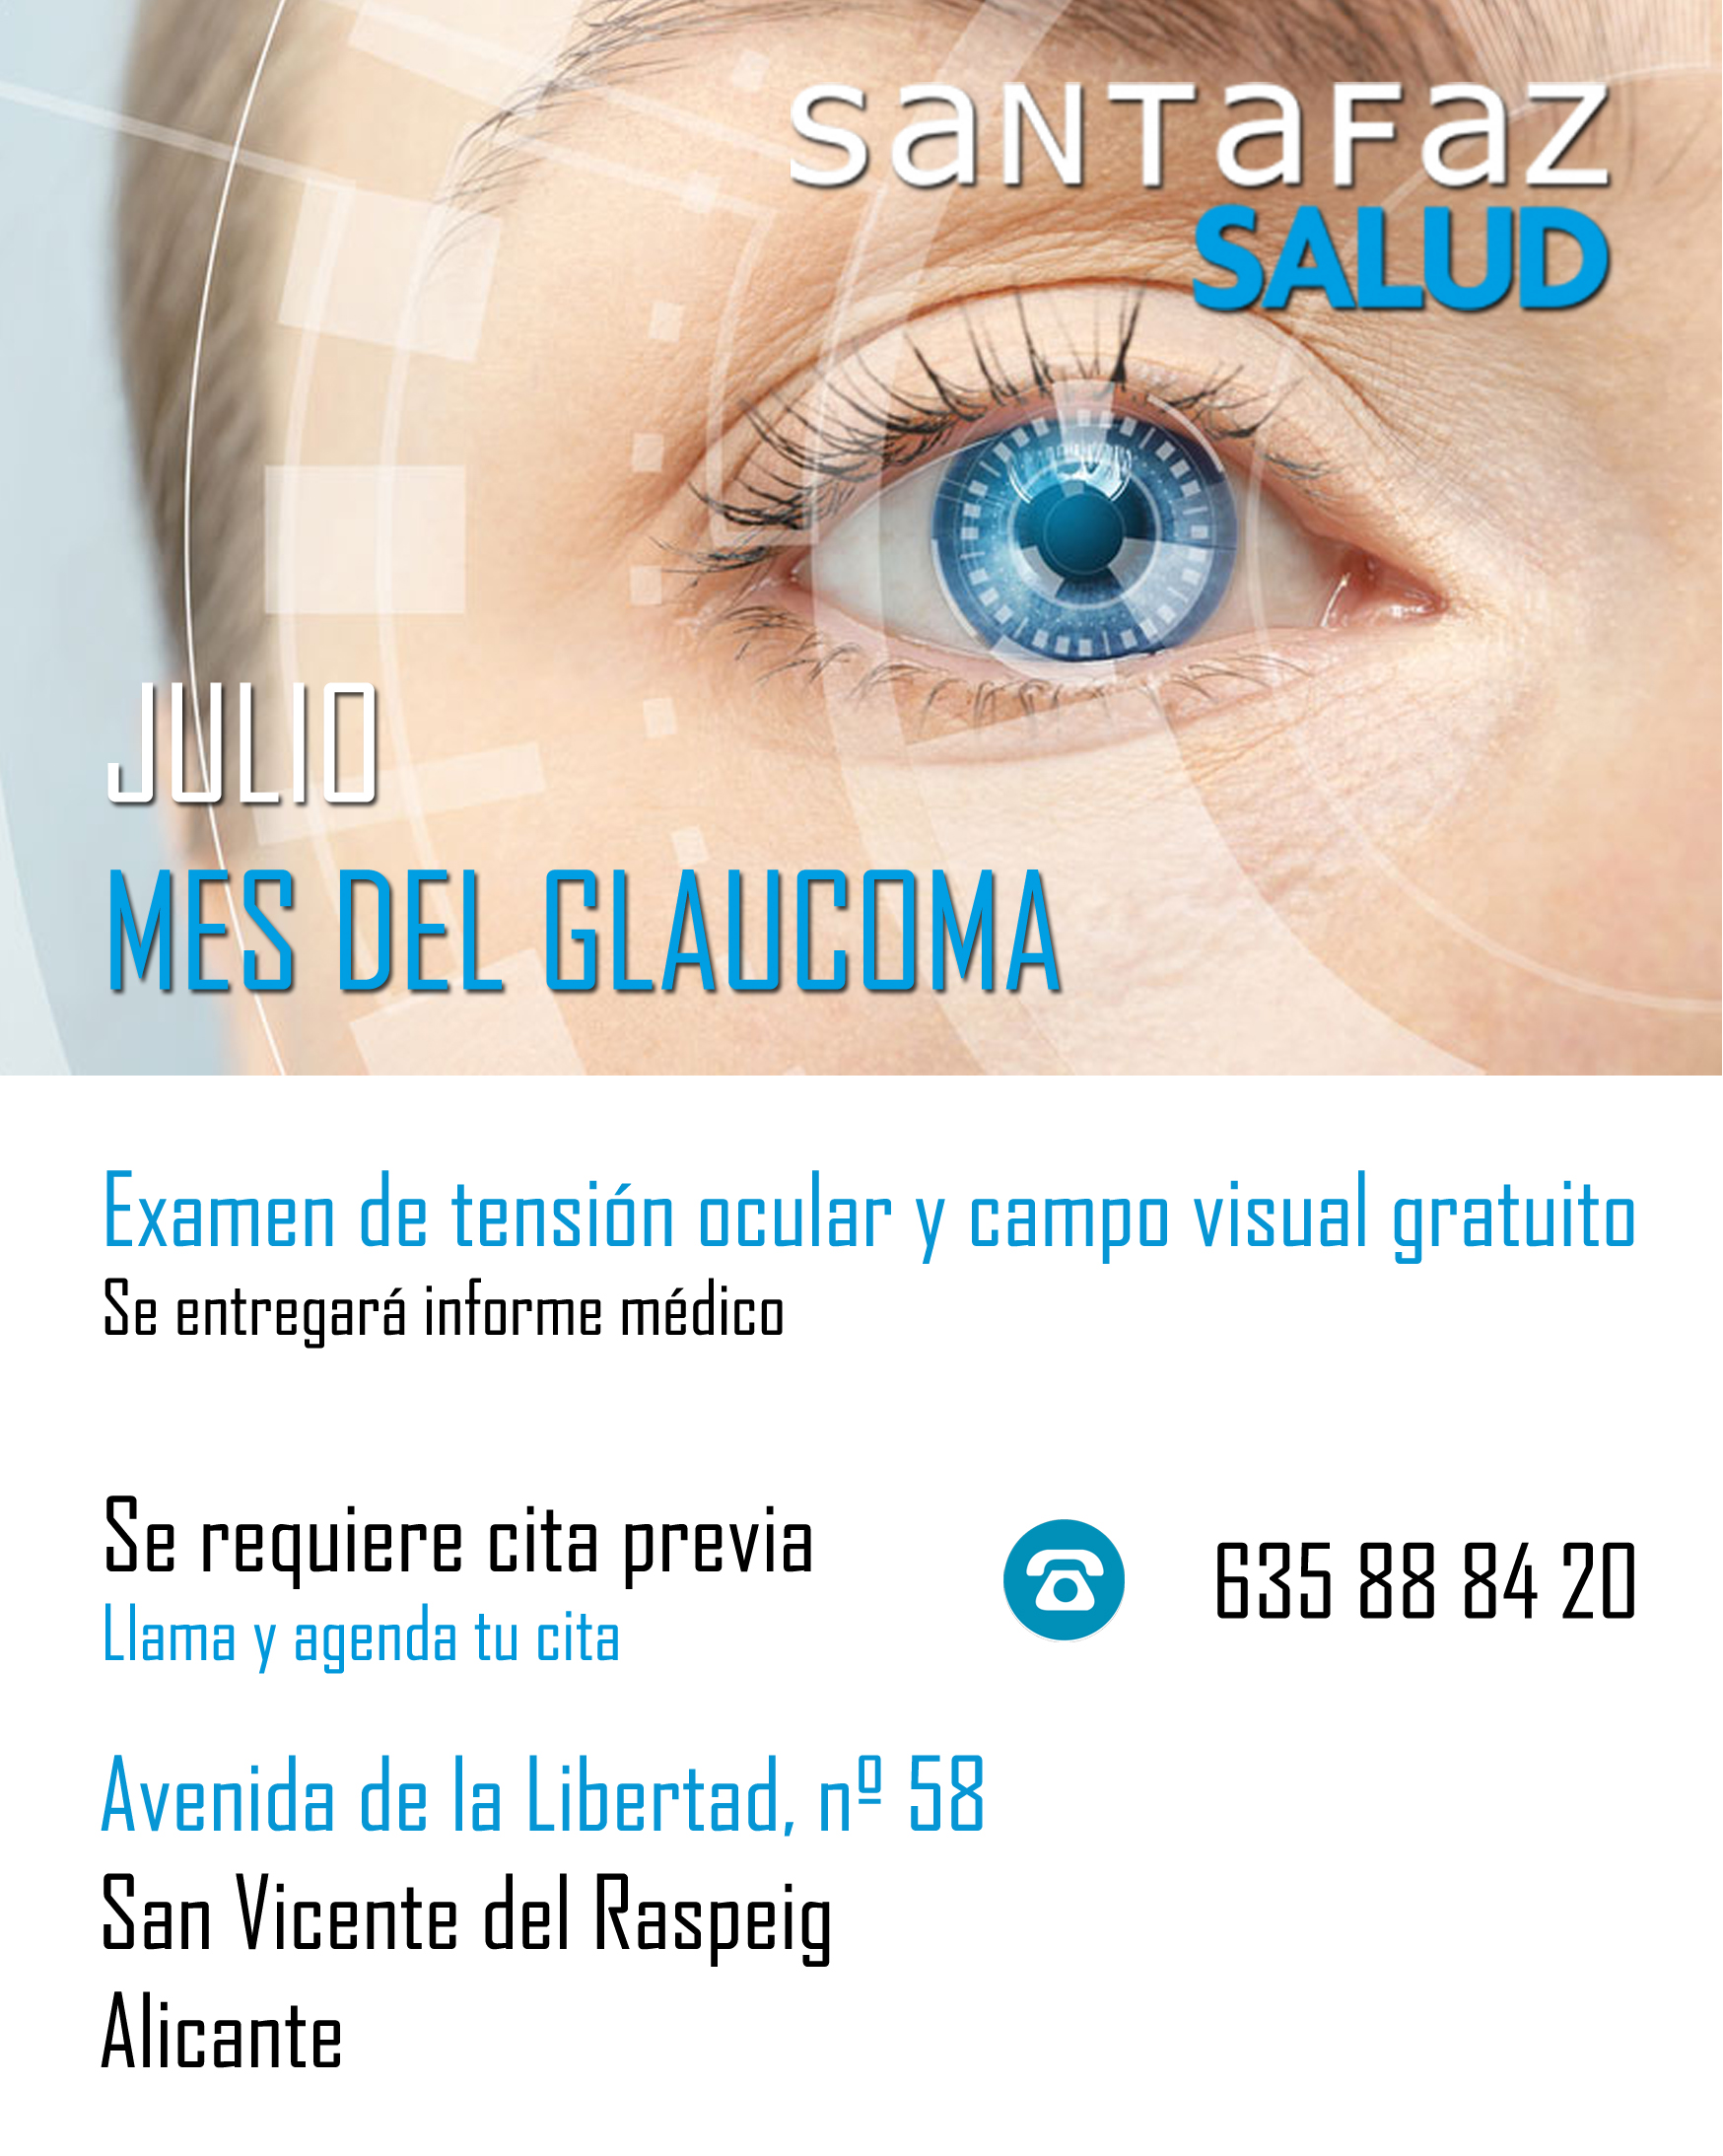 SaNTaFaZ
SALUD
JULIO
MES DEL GLAUCOMA
Examen de tensión ocular y campo visual gratuito
Se entregará informe médico
Se requiere cita previa
635 88 84 20
Llama y agenda tu cita
Avenida de la Libertad, nº 58
San Vicente del Raspeig
Alicante